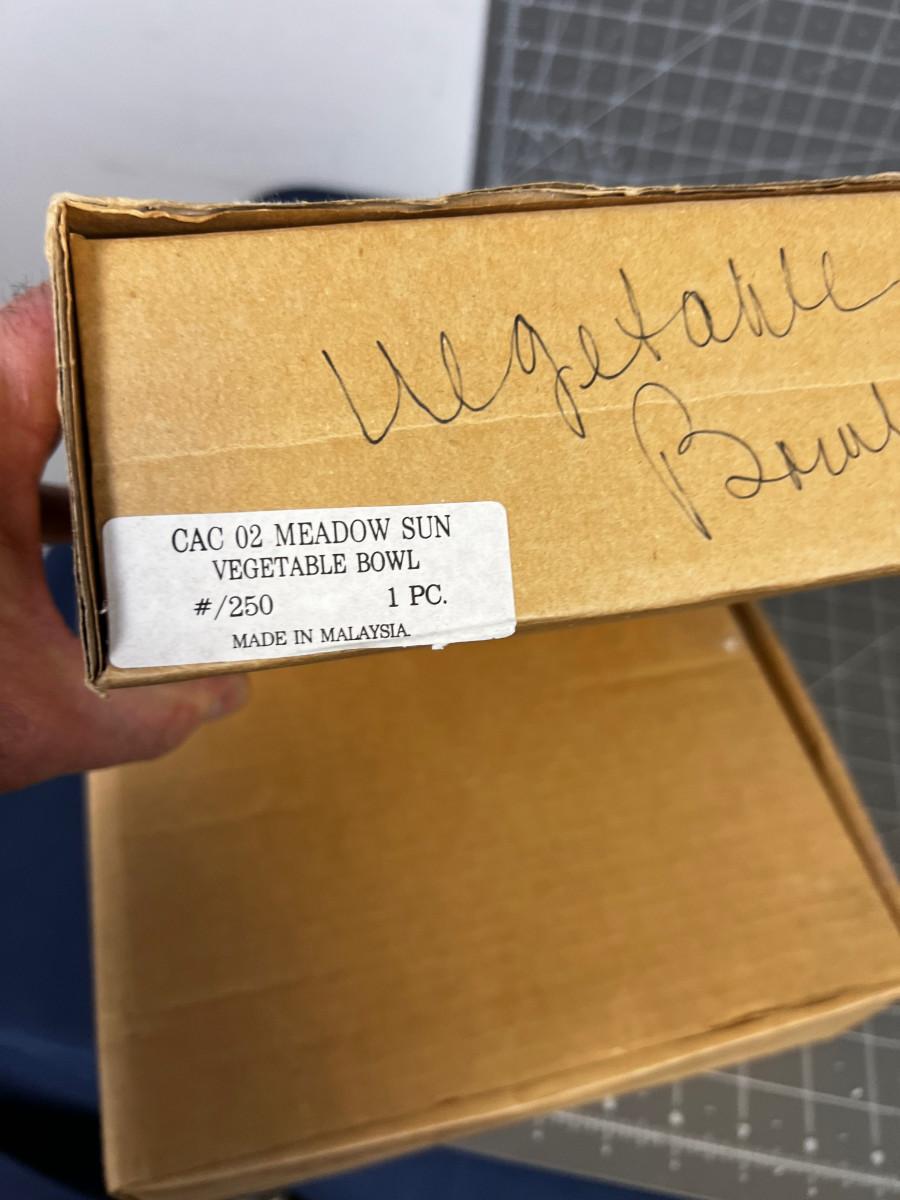 Vegetable
Bowl
CAC 02 MEADOW SUN
VEGETABLE BOWL
#/250 1 PC.
MADE IN MALAYSIA.